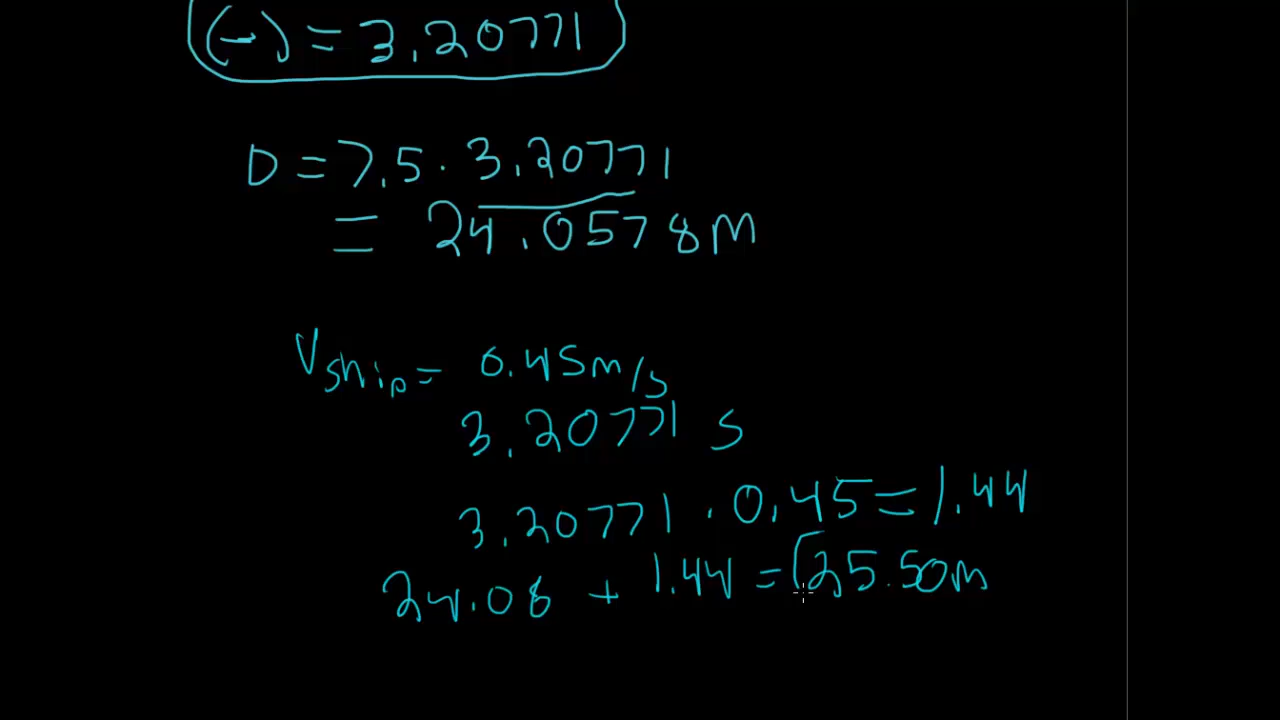 (-) = 3.20771
D = 7.5 · 3.20771
= 24.0578m
Vship = 0.45m/s
3.20771 s
3.20771 · 0.45 = 1.44
24.08 + 1.44 = 25.50m